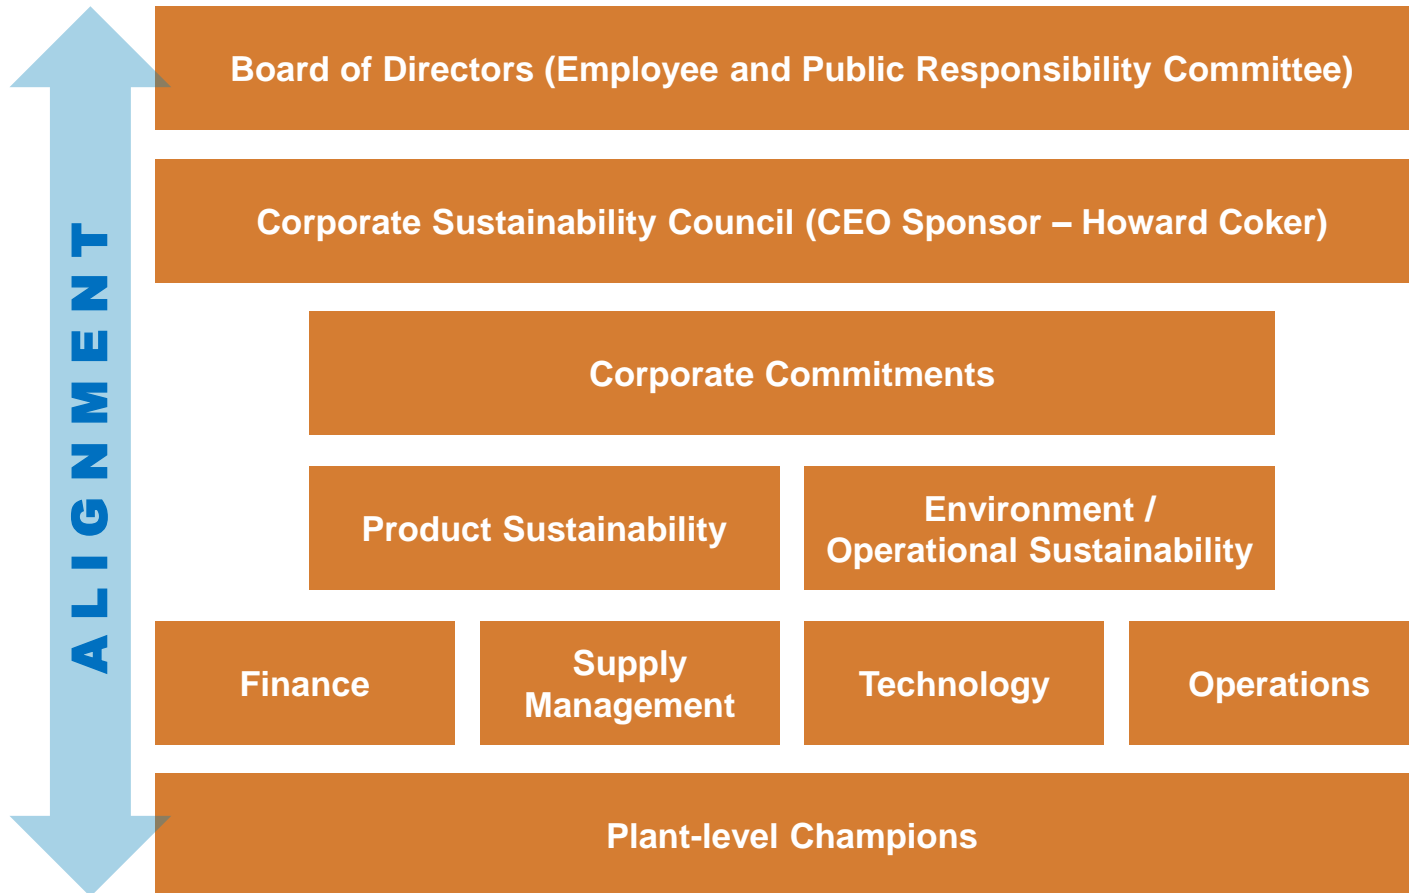 Board of Directors (Employee and Public Responsibility Committee)
Corporate Sustainability Council (CEO Sponsor – Howard Coker)
ALIGNMENT
Corporate Commitments
Product Sustainability
Environment /
Operational Sustainability
Finance
Supply
Management
Technology
Operations
Plant-level Champions